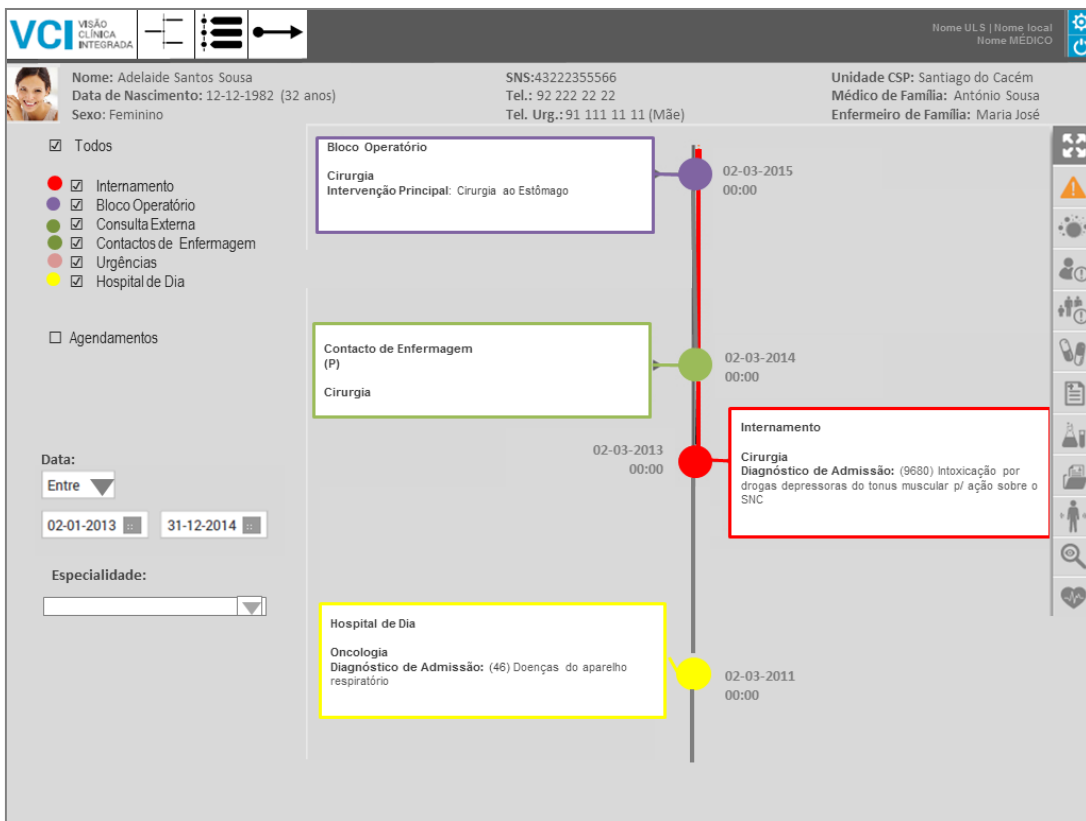 VCI VISÃO
CLÍNICA
INTEGRADA
Nome ULS | Nome local
Nome MÉDICO
Nome: Adelaide Santos Sousa
Data de Nascimento: 12-12-1982 (32 anos)
Sexo: Feminino
SNS:43222355566
Tel.: 92 222 22 22
Tel. Urg.: 91 111 11 11 (Mãe)
Unidade CSP: Santiago do Cacém
Médico de Família: António Sousa
Enfermeiro de Família: Maria José
Todos
Internamento
Bloco Operatório
Consulta Externa
Contactos de Enfermagem
Urgências
Hospital de Dia
Agendamentos
Data:
Entre
02-01-2013 31-12-2014
Especialidade:
Bloco Operatório
Cirurgia
Intervenção Principal: Cirurgia ao Estômago
02-03-2015
00:00
Contacto de Enfermagem
(P)
Cirurgia
02-03-2014
00:00
02-03-2013
00:00
Internamento
Cirurgia
Diagnóstico de Admissão: (9680) Intoxicação por
drogas depressoras do tonus muscular p/ ação sobre o
SNC
Hospital de Dia
Oncologia
Diagnóstico de Admissão: (46) Doenças do aparelho
respiratório
02-03-2011
00:00